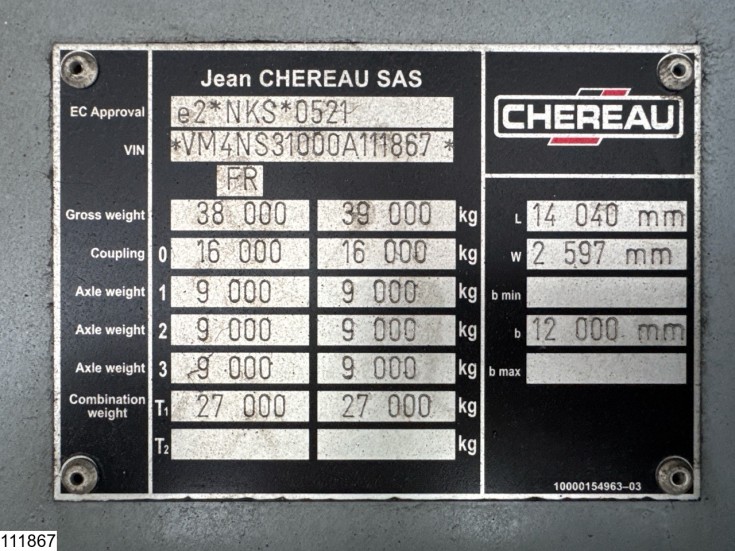 Jean CHEREAU SAS
EC Approval e2*NKS*0521
VIN *VM4NS31000A111867*
FR
Gross weight 38 000 39 000 kg
Coupling 0 16 000 16 000 kg
Axle weight 1 9 000 9 000 kg
Axle weight 2 9 000 9 000 kg
Axle weight 3 9 000 9 000 kg
Combination weight T1 27 000 27 000 kg
T2 kg
CHEREAU
L 14 040 mm
W 2 597 mm
b min
b 12 000 mm
b max
10000154963-03
111867